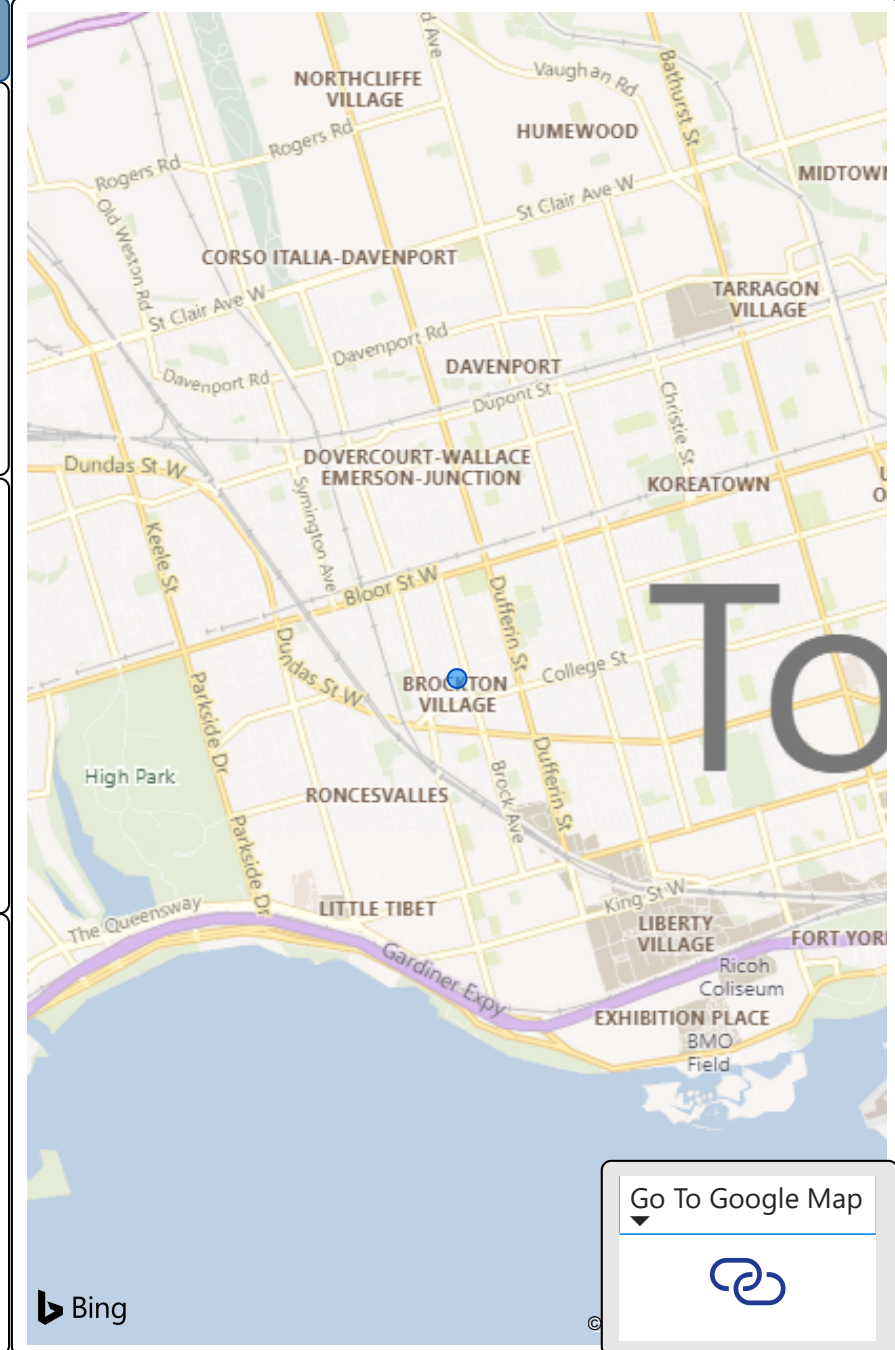 d Ave
NORTHCLIFFE
VILLAGE
Vaughan Rd
Bathurst St
HUMEWOOD
Rogers Rd
Rogers Rd
MIDTOWN
St Clair Ave W
Old Weston Rd
CORSO ITALIA-DAVENPORT
St Clair Ave W
TARRAGON
VILLAGE
Davenport Rd
Davenport Rd
DAVENPORT
Dupont St
Christie St
Dundas St W
DOVERCOURT-WALLACE
EMERSON-JUNCTION
KOREATOWN
U
O
Symington Ave
Keele St
Bloor St W
Dufferin St
To
Dundas St W
College St
BROCKTON
VILLAGE
Parkside Dr
High Park
Dufferin St
Brock Ave
RONCESVALLES
Parkside Dr
The Queensway
LITTLE TIBET
King St W
LIBERTY
VILLAGE
FORT YOR
Gardiner Expy
Ricoh
Coliseum
EXHIBITION PLACE
BMO
Field
Go To Google Map
Bing
©